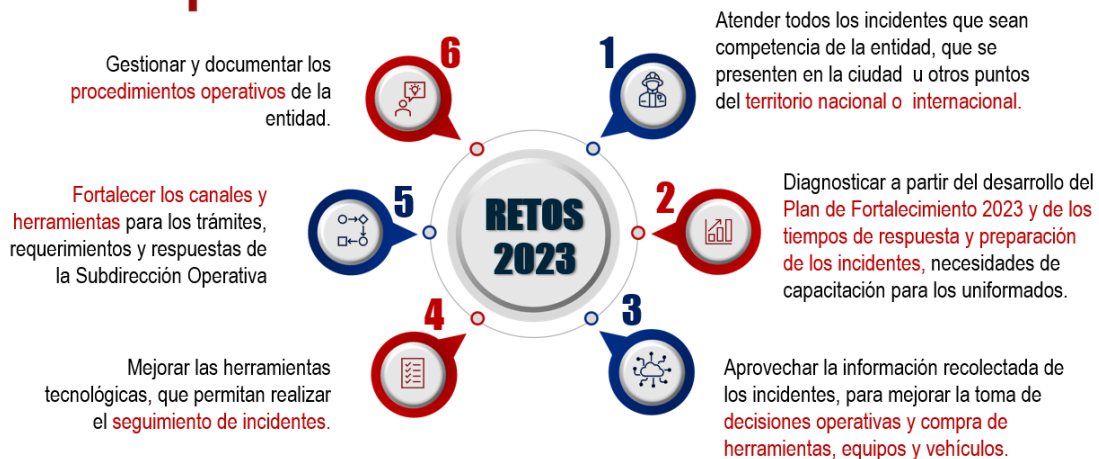 RETOS
2023
1
Atender todos los incidentes que sean
competencia de la entidad, que se
presenten en la ciudad u otros puntos
del territorio nacional o internacional.
2
Diagnosticar a partir del desarrollo del
Plan de Fortalecimiento 2023 y de los
tiempos de respuesta y preparación
de los incidentes, necesidades de
capacitación para los uniformados.
3
Aprovechar la información recolectada de
los incidentes, para mejorar la toma de
decisiones operativas y compra de
herramientas, equipos y vehículos.
4
Mejorar las herramientas
tecnológicas, que permitan realizar
el seguimiento de incidentes.
5
Fortalecer los canales y
herramientas para los trámites,
requerimientos y respuestas de
la Subdirección Operativa
6
Gestionar y documentar los
procedimientos operativos de la
entidad.